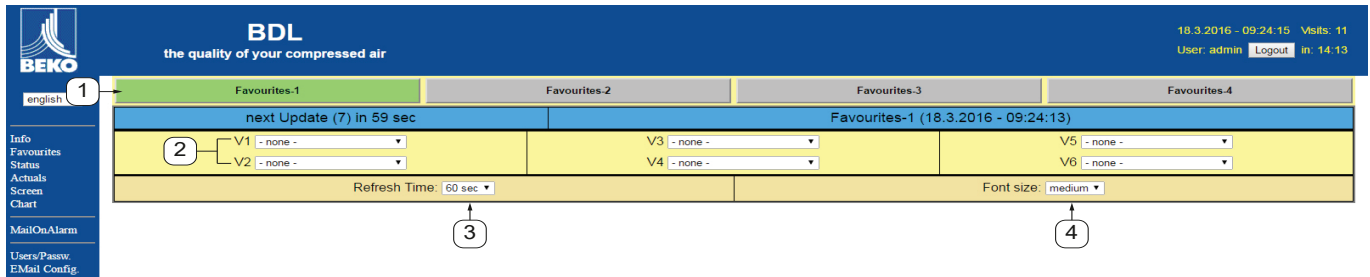 BEKO
BDL
the quality of your compressed air
18.3.2016 - 09:24:15 Visits: 11
User: admin Logout in: 14:13
english
1
Favourites-1 Favourites-2 Favourites-3 Favourites-4
next Update (7) in 59 sec Favourites-1 (18.3.2016 - 09:24:13)
2
V1 - none - V3 - none - V5 - none -
V2 - none - V4 - none - V6 - none -
Refresh Time: 60 sec Font size: medium
3 4
Info
Favourites
Status
Actuals
Screen
Chart
MailOnAlarm
Users/Passw.
EMail Config.